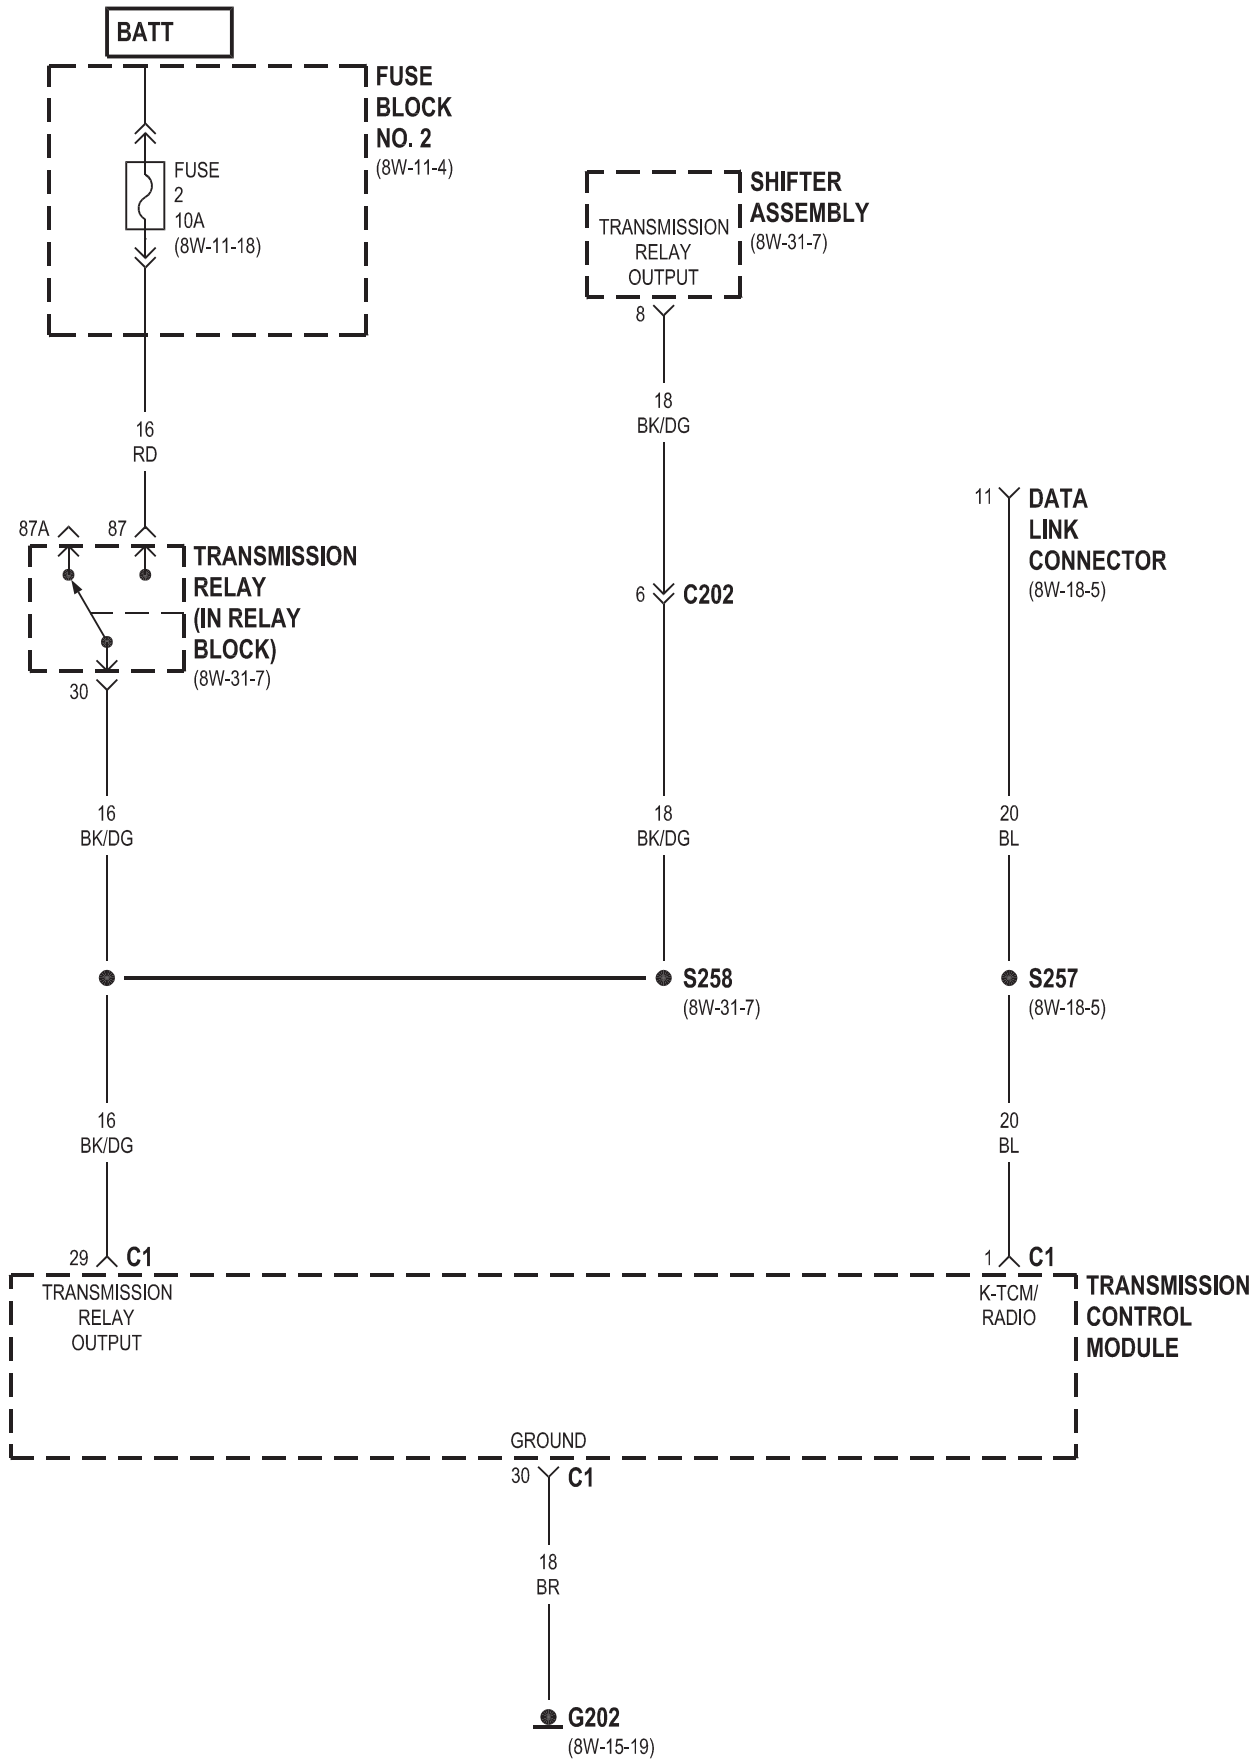 BATT
FUSE
BLOCK
NO. 2
(8W-11-4)
FUSE
2
10A
(8W-11-18)
SHIFTER
ASSEMBLY
(8W-31-7)
TRANSMISSION
RELAY
OUTPUT
8
18
BK/DG
16
RD
11
DATA
LINK
CONNECTOR
(8W-18-5)
87A
87
TRANSMISSION
RELAY
(IN RELAY
BLOCK)
(8W-31-7)
30
6
C202
16
BK/DG
18
BK/DG
20
BL
S258
(8W-31-7)
S257
(8W-18-5)
16
BK/DG
20
BL
29
C1
1
C1
TRANSMISSION
RELAY
OUTPUT
K-TCM/
RADIO
TRANSMISSION
CONTROL
MODULE
GROUND
30
C1
18
BR
G202
(8W-15-19)